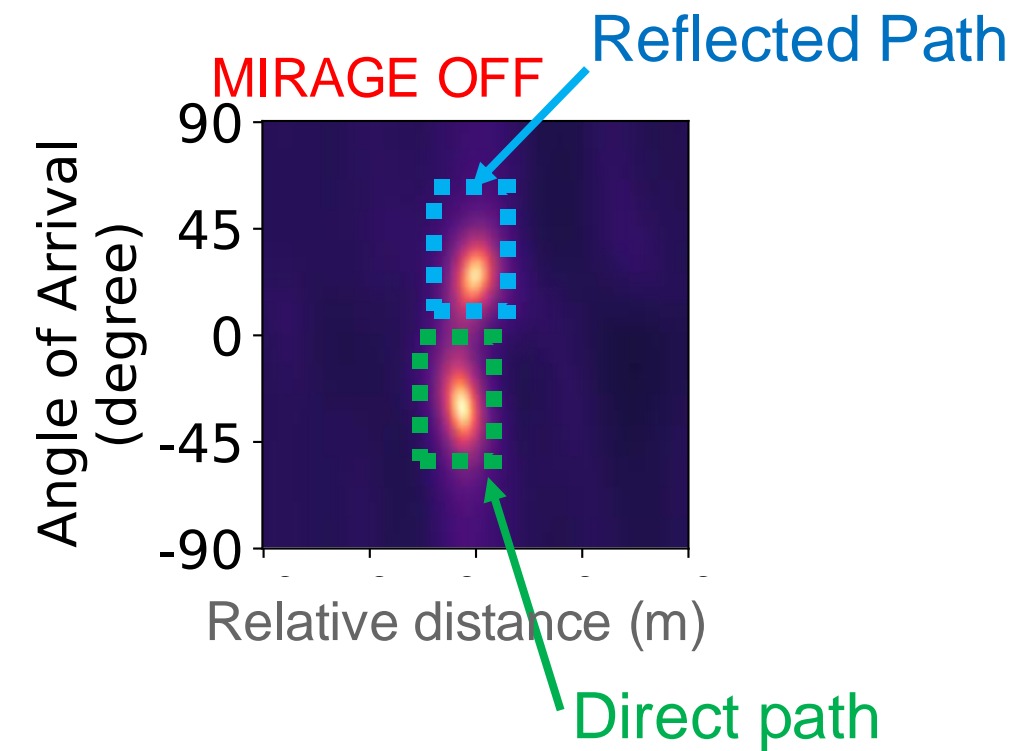 Reflected Path
MIRAGE OFF
90
45
0
-45
-90
Angle of Arrival
(degree)
Relative distance (m)
Direct path